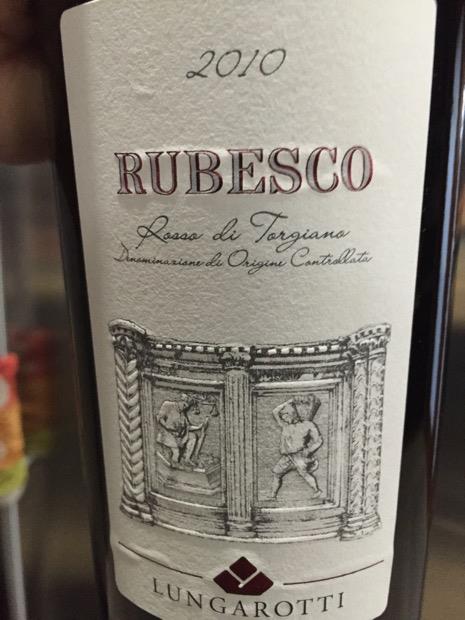 2010
RUBESCO
Rosso di Torgiano
Denominazione di Origine Controllata
LUNGAROTTI